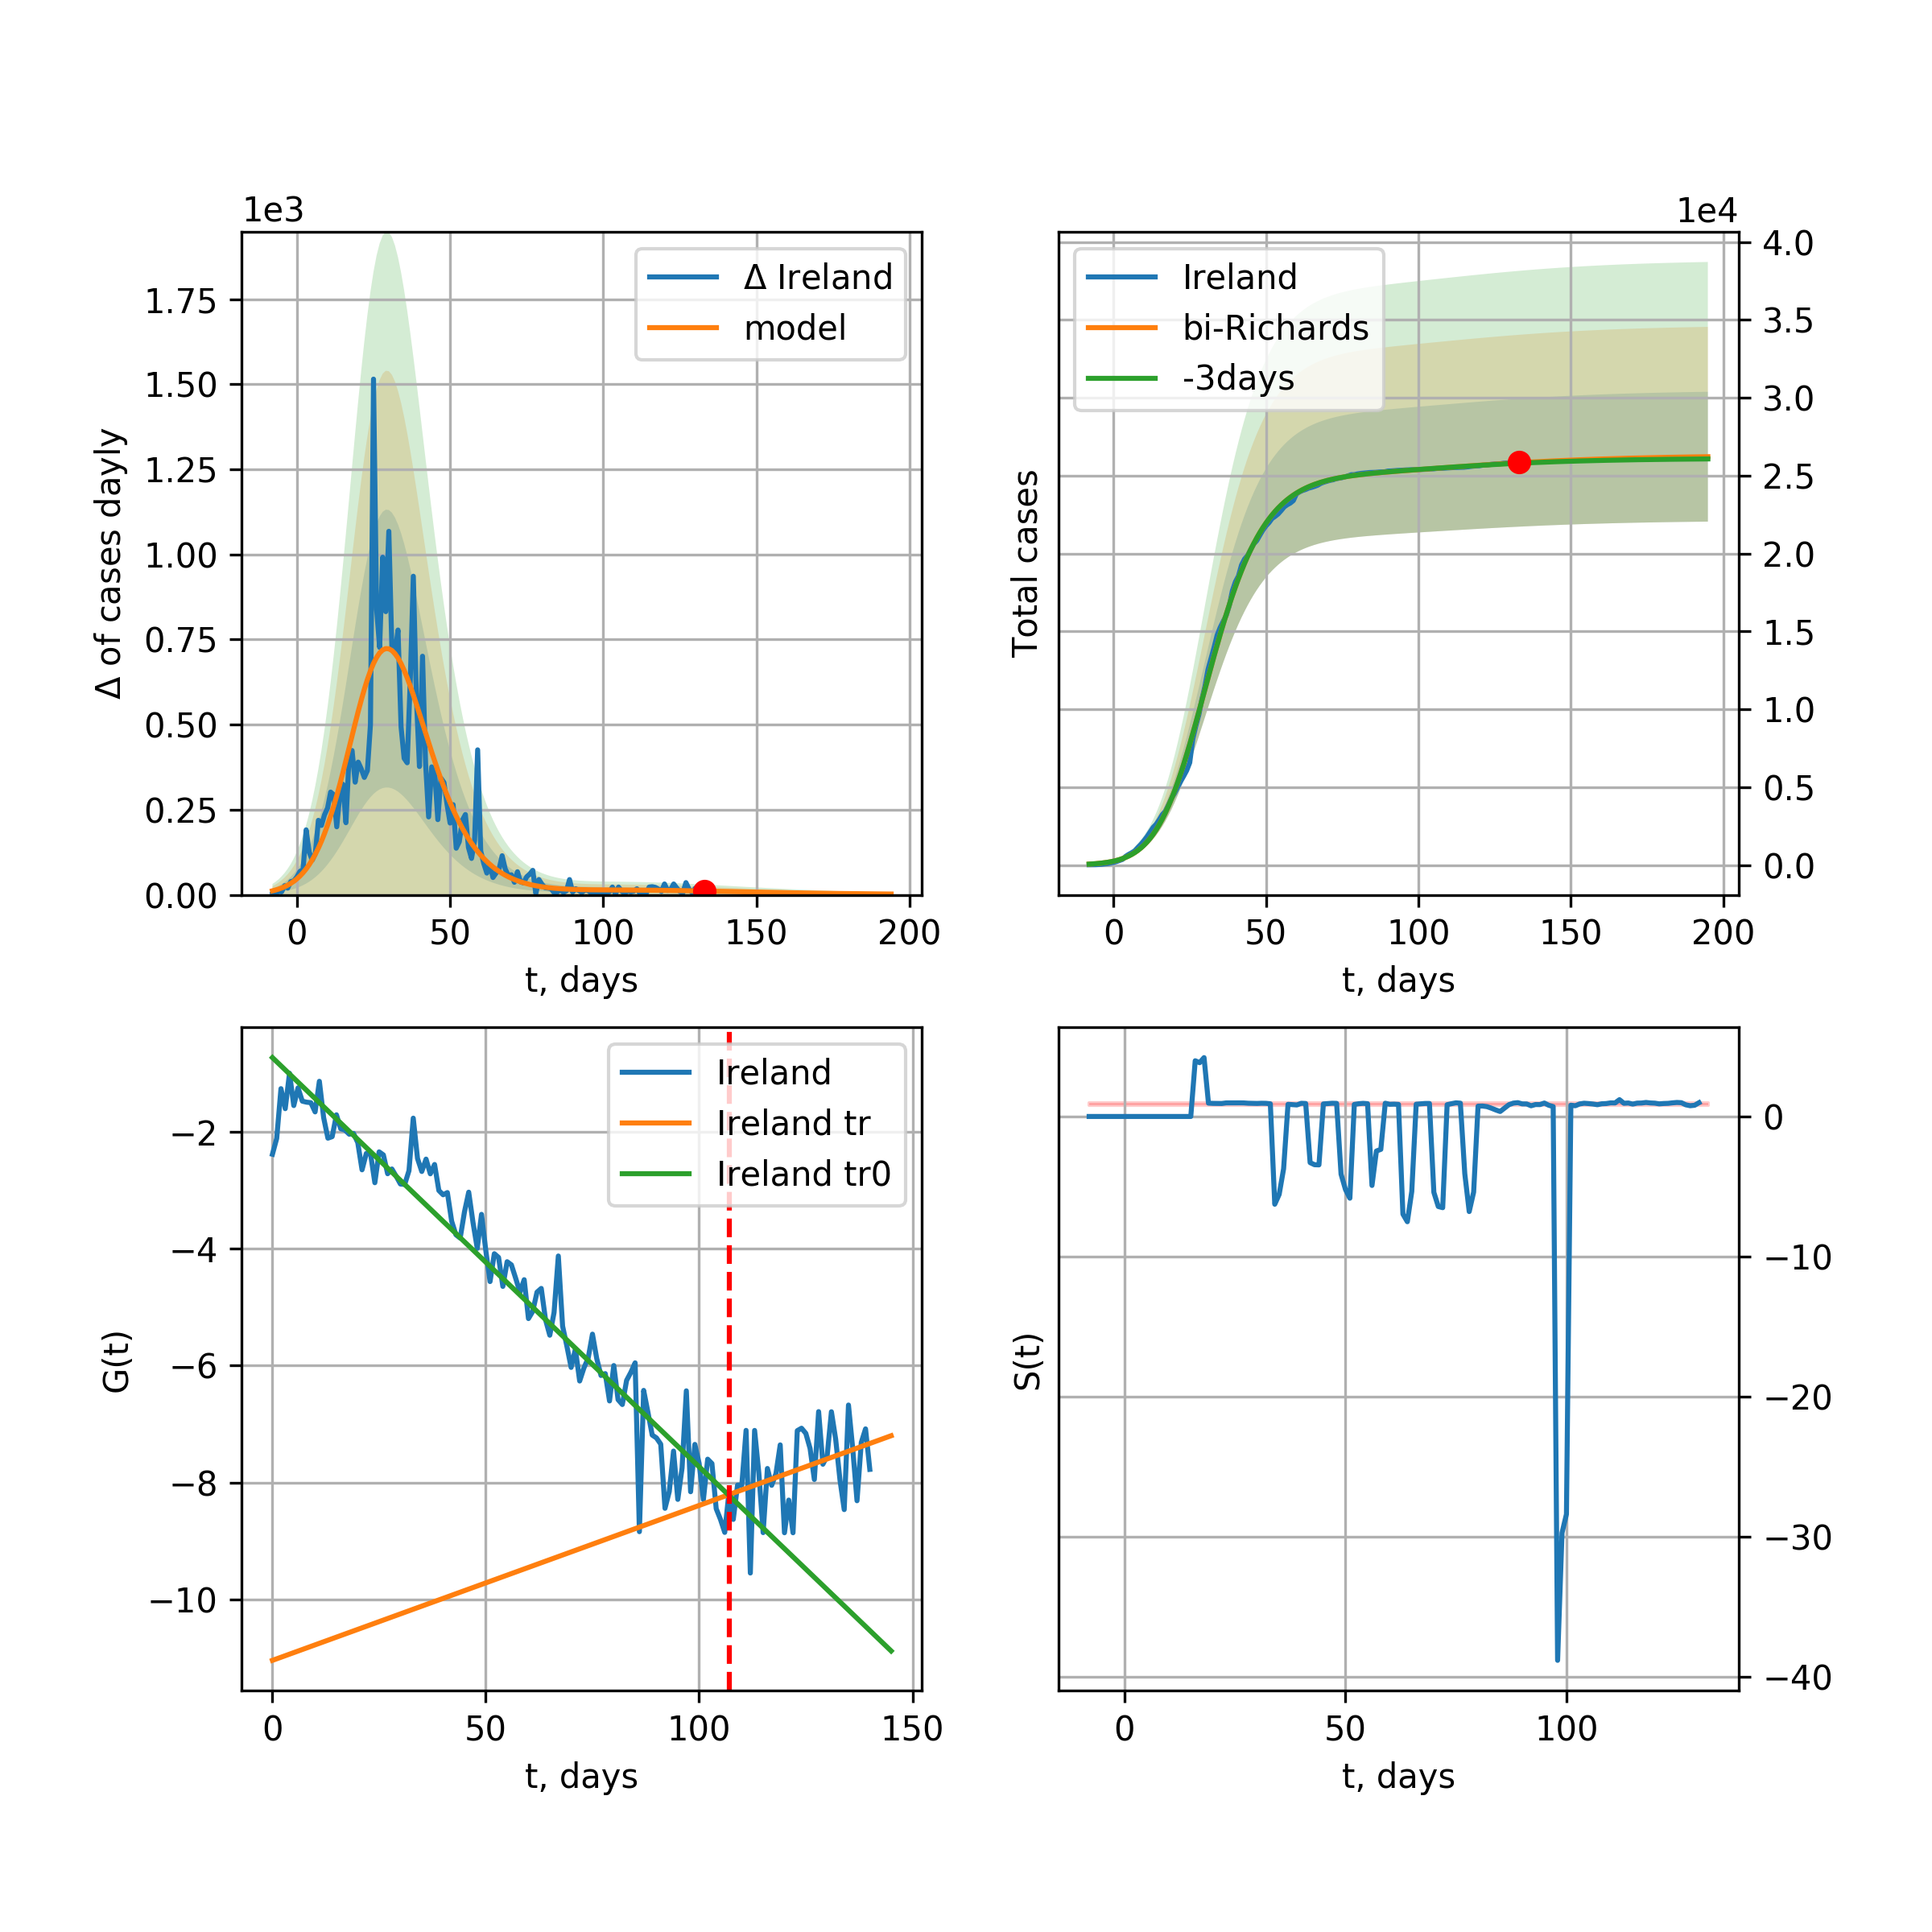 1e3
Δ of cases dayly
1.75
1.50
1.25
1.00
0.75
0.50
0.25
0.00
Δ Ireland
model
0 50 100 150 200
t, days
1e4
Total cases
Ireland
bi-Richards
-3days
4.0
3.5
3.0
2.5
2.0
1.5
1.0
0.5
0.0
0 50 100 150 200
t, days
G(t)
−2
−4
−6
−8
−10
Ireland
Ireland tr
Ireland tr0
0 50 100 150
t, days
S(t)
0
−10
−20
−30
−40
0 50 100
t, days